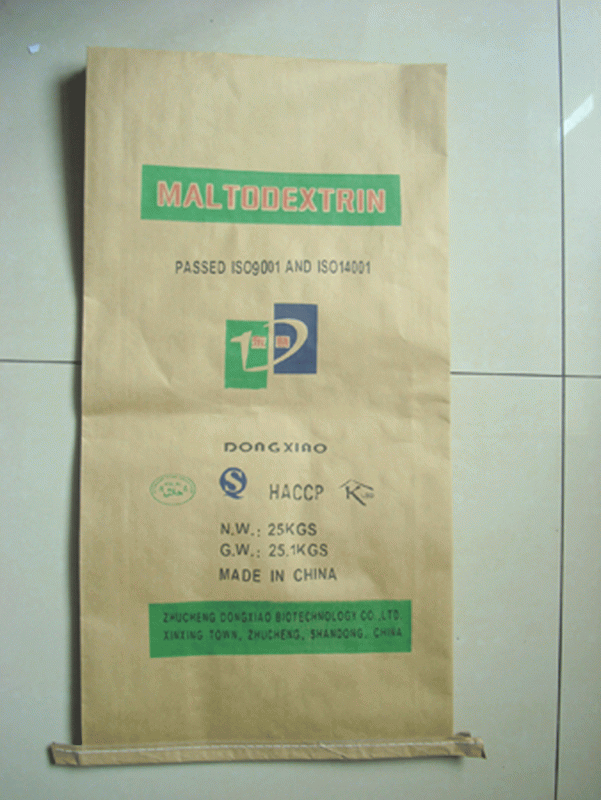 MALTODEXTRIN
PASSED ISO9001 AND ISO14001
DONGXIAO
S
HACCP
K
N.W.: 25KGS
G.W.: 25.1KGS
MADE IN CHINA
ZHUCHENG DONGXIAO BIOTECHNOLOGY CO.,LTD.
XINXING TOWN, ZHUCHENG, SHANDONG, CHINA